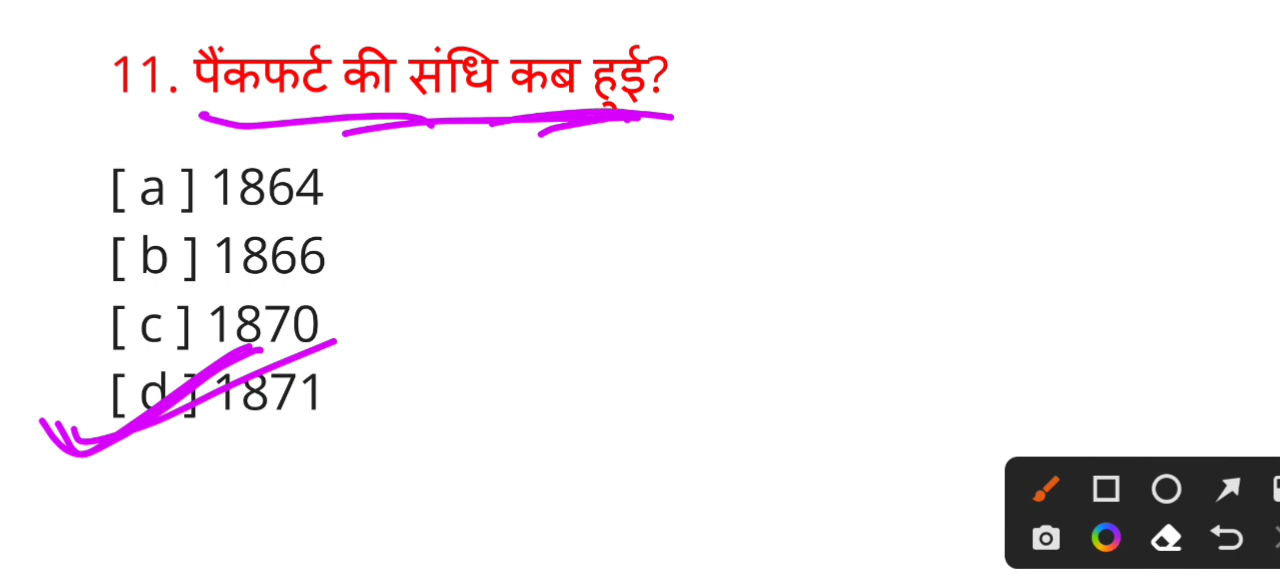 11. पैंकफर्ट की संधि कब हुई?
[ a ] 1864
[ b ] 1866
[ c ] 1870
[ d ] 1871